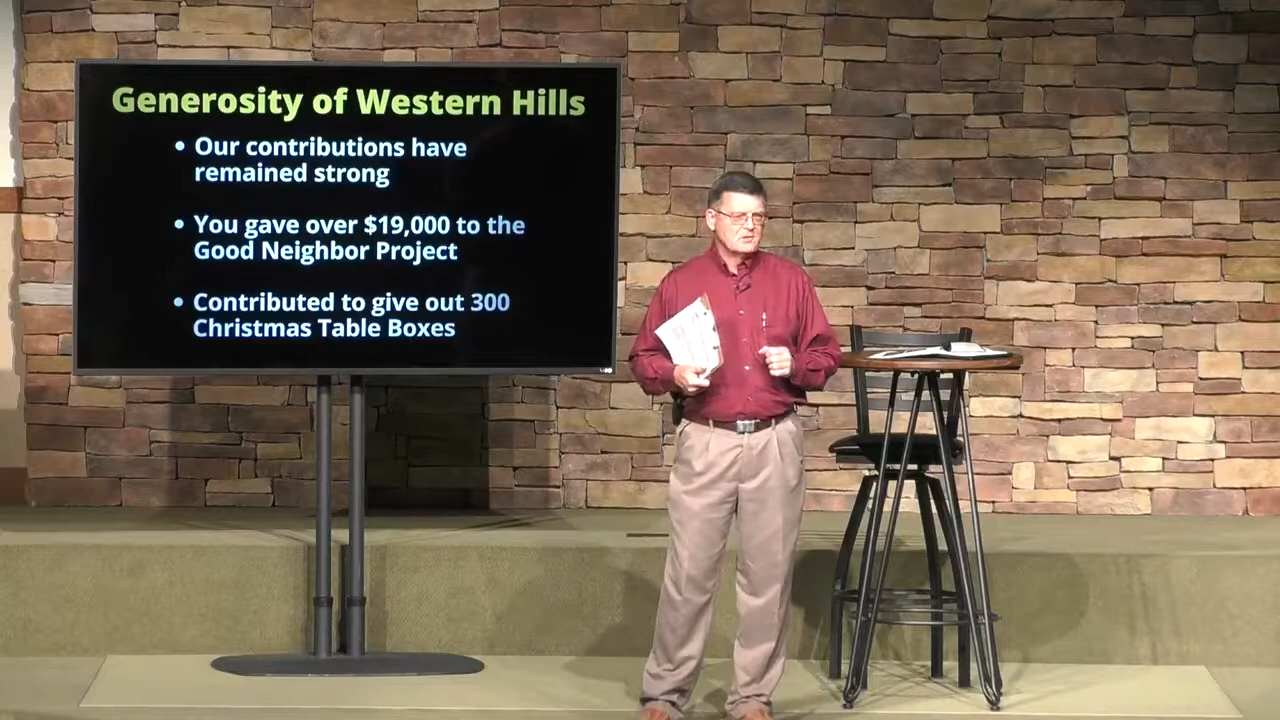 Generosity of Western Hills
• Our contributions have
remained strong
• You gave over $19,000 to the
Good Neighbor Project
• Contributed to give out 300
Christmas Table Boxes